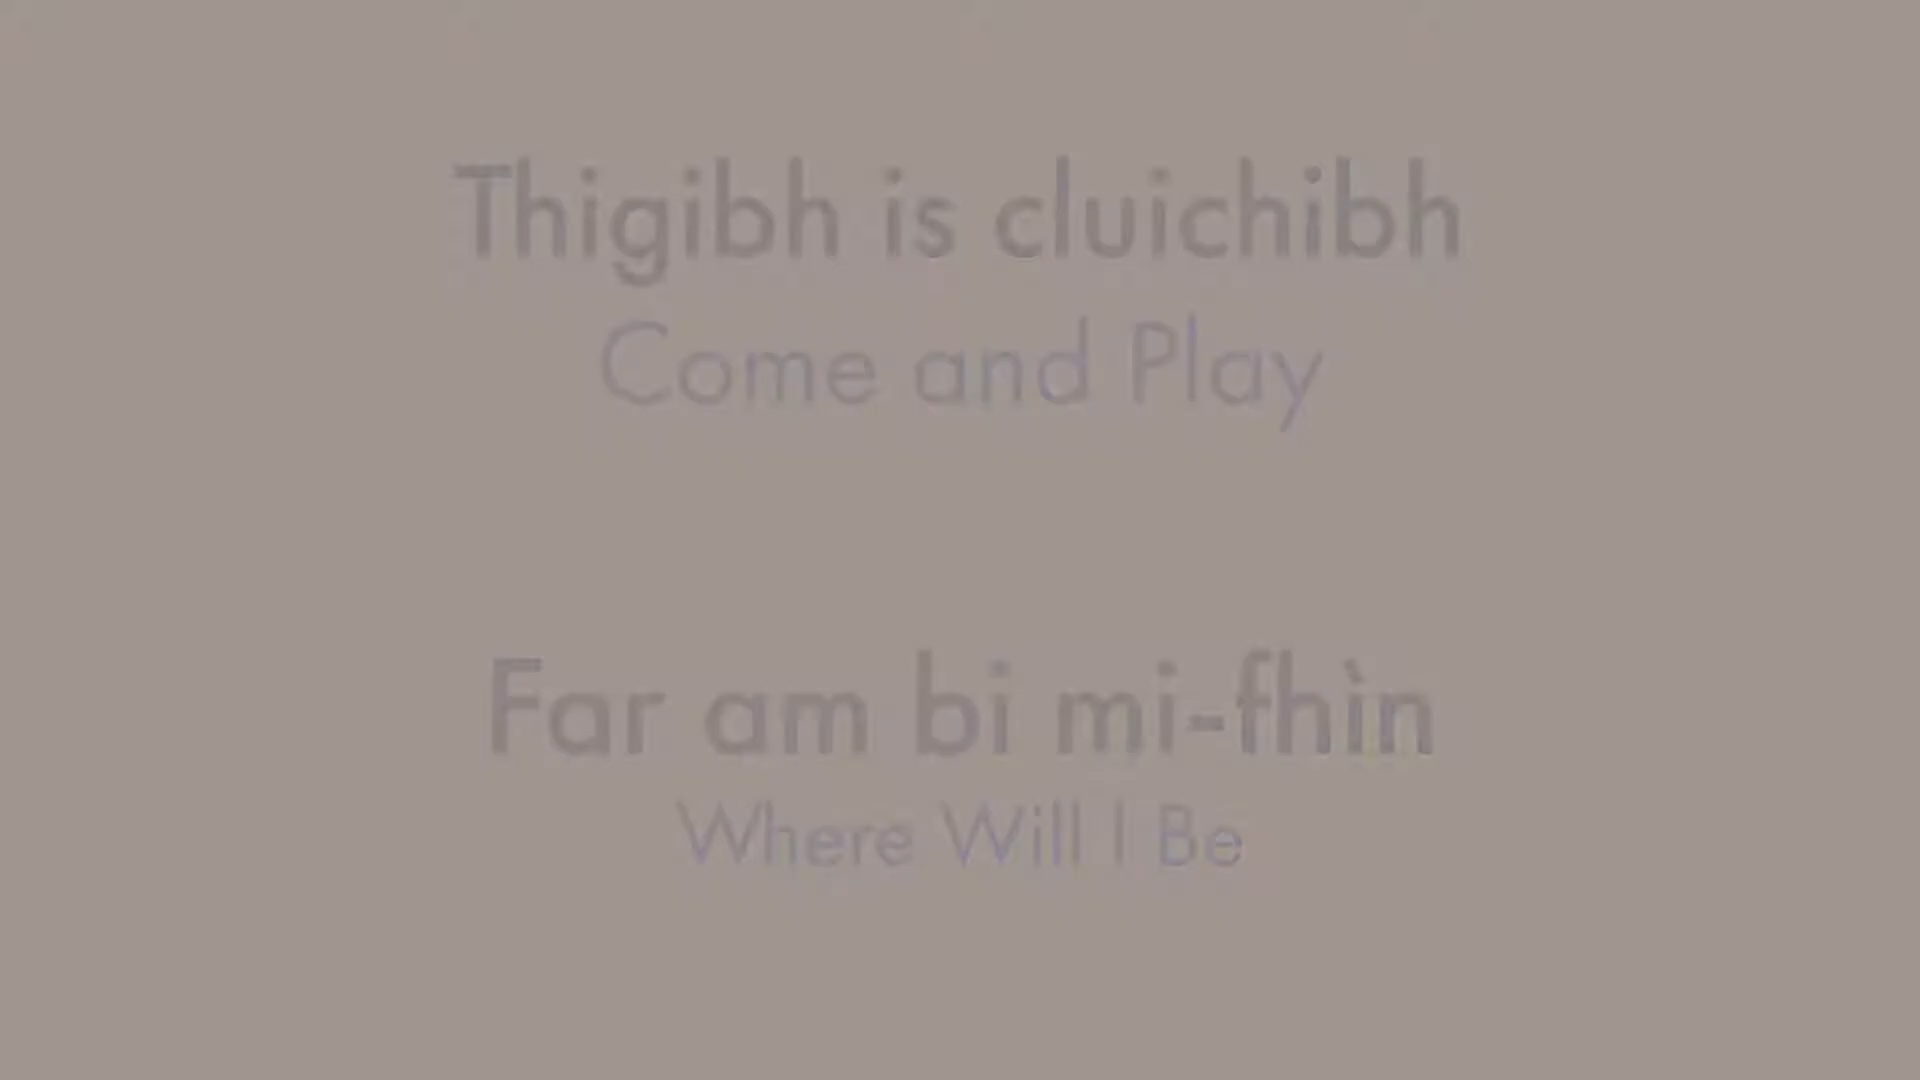 Thigibh is cluichibh
Come and Play
Far am bi mi-fhìn
Where Will I Be